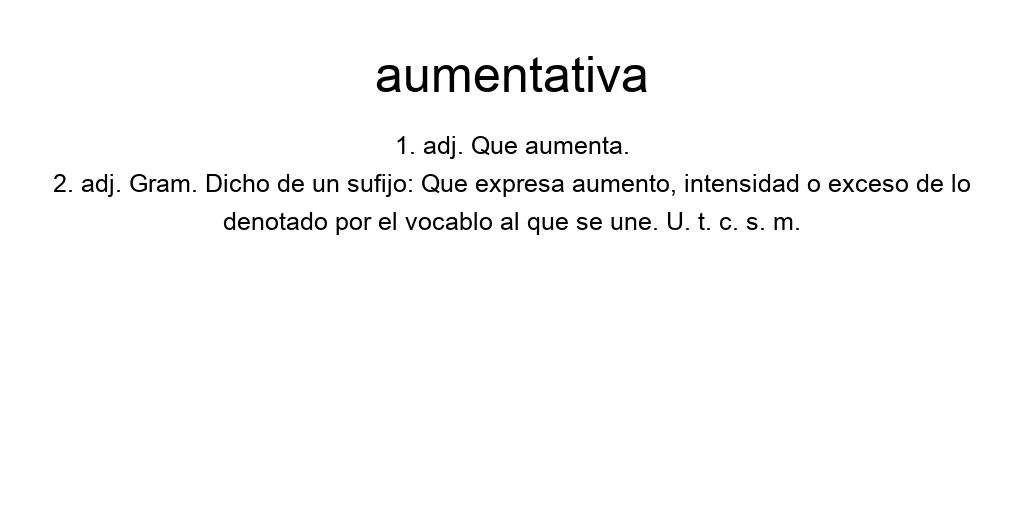 aumentativa
1. adj. Que aumenta.
2. adj. Gram. Dicho de un sufijo: Que expresa aumento, intensidad o exceso de lo
denotado por el vocablo al que se une. U. t. c. s. m.